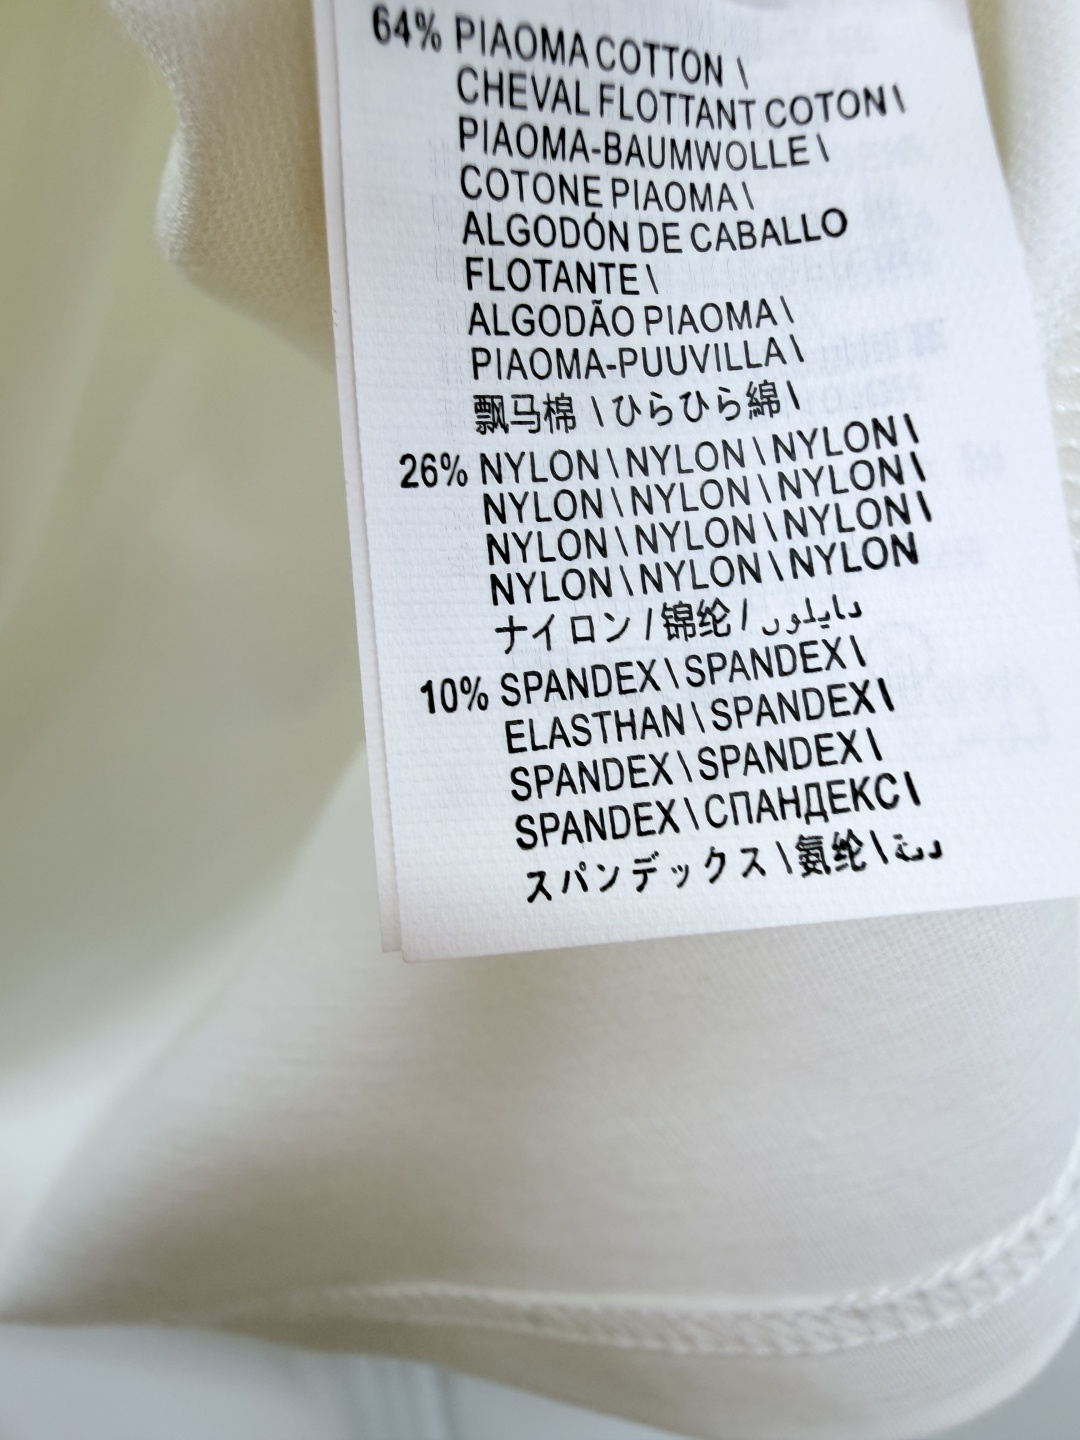 64% PIAOMA COTTON \
CHEVAL FLOTTANT COTON \
PIAOMA-BAUMWOLLE \
COTONE PIAOMA \
ALGODÓN DE CABALLO
FLOTANTE \
ALGODÃO PIAOMA \
PIAOMA-PUUVILLA \
飘马棉 \ ひらひら綿 \
26% NYLON \ NYLON \ NYLON \
NYLON \ NYLON \ NYLON \
NYLON \ NYLON \ NYLON \
NYLON \ NYLON \ NYLON
ナイロン / 锦纶 /
10% SPANDEX \ SPANDEX \
ELASTHAN \ SPANDEX \
SPANDEX \ SPANDEX \
SPANDEX \ СПАНДЕКС \
スパンデックス \ 氨纶 \